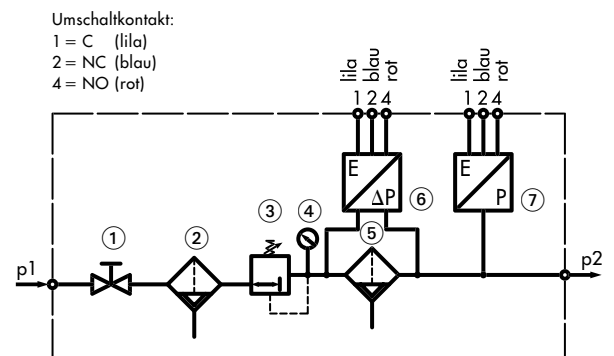 Umschaltkontakt:
1 = C (lila)
2 = NC (blau)
4 = NO (rot)
lila blau rot lila blau rot
1 2 4 1 2 4
E E
ΔP 6 P 7
3 4
1 2 5
p1 p2